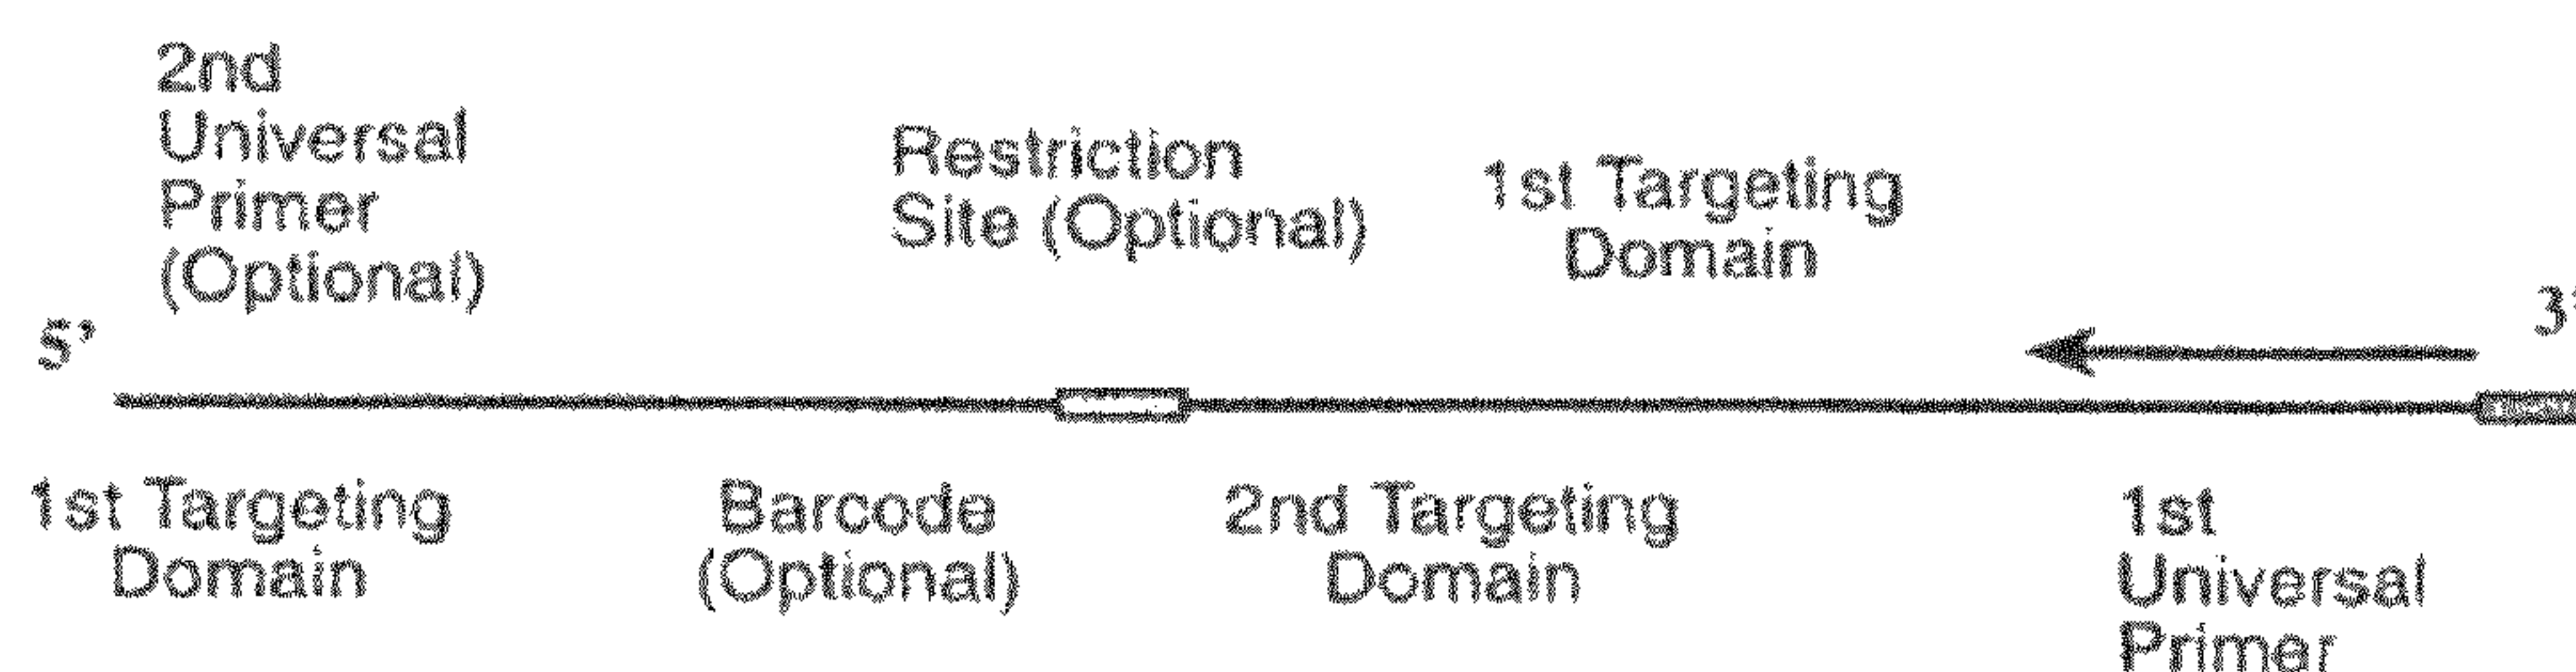 2nd
Universal
Primer
(Optional)
Restriction
Site (Optional)
1st Targeting
Domain
5’
3’
1st Targeting
Domain
Barcode
(Optional)
2nd Targeting
Domain
1st
Universal
Primer